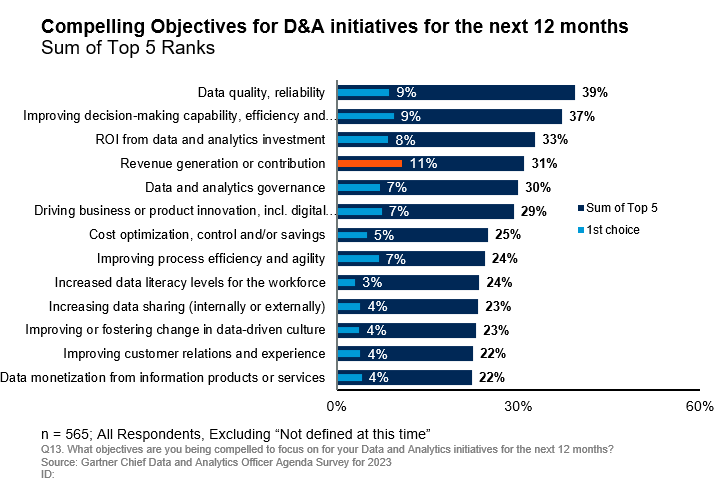 Compelling Objectives for D&A initiatives for the next 12 months
Sum of Top 5 Ranks
Data quality, reliability 9% 39%
Improving decision-making capability, efficiency and... 9% 37%
ROI from data and analytics investment 8% 33%
Revenue generation or contribution 11% 31%
Data and analytics governance 7% 30%
Driving business or product innovation, incl. digital... 7% 29%
Cost optimization, control and/or savings 5% 25%
Improving process efficiency and agility 7% 24%
Increased data literacy levels for the workforce 3% 24%
Increasing data sharing (internally or externally) 4% 23%
Improving or fostering change in data-driven culture 4% 23%
Improving customer relations and experience 4% 22%
Data monetization from information products or services 4% 22%
Sum of Top 5
1st choice
0% 30% 60%
n = 565; All Respondents, Excluding “Not defined at this time”
Q13. What objectives are you being compelled to focus on for your Data and Analytics initiatives for the next 12 months?
Source: Gartner Chief Data and Analytics Officer Agenda Survey for 2023
ID: